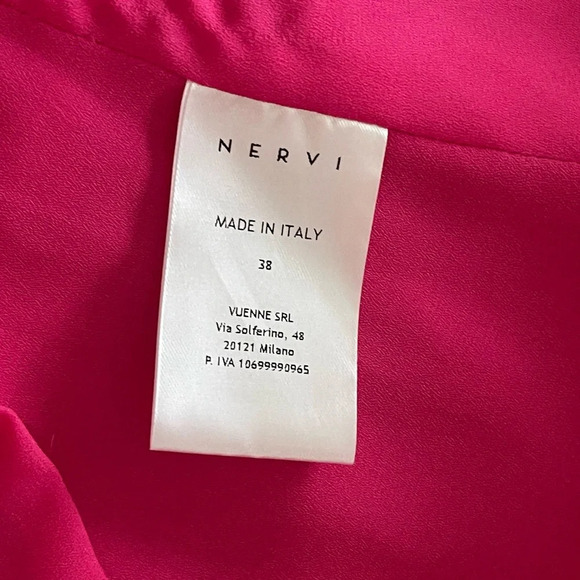 NERVI
MADE IN ITALY
38
VUENNE SRL
Via Solferino, 48
20121 Milano
P. IVA 10699990965